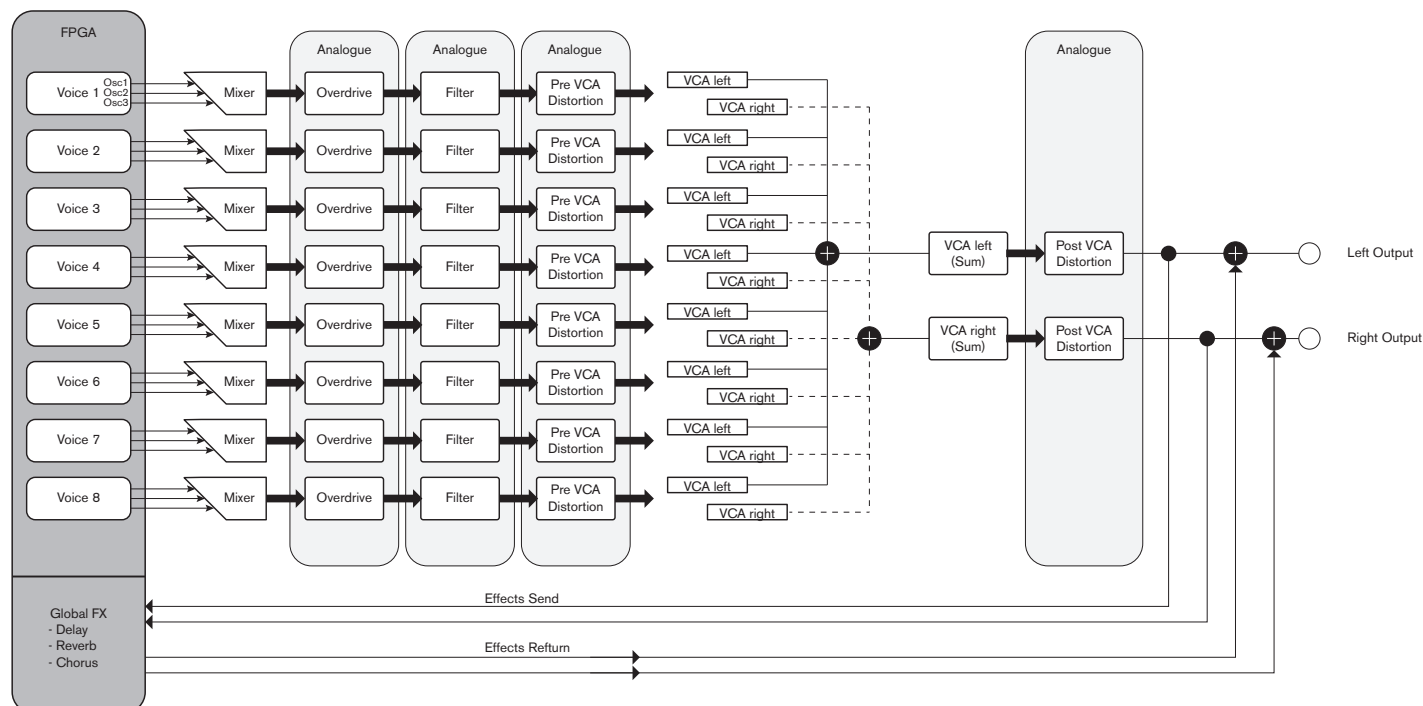 FPGA
Analogue
Analogue
Analogue
Analogue
Voice 1
Osc1
Osc2
Osc3
Mixer
Overdrive
Filter
Pre VCA
Distortion
VCA left
VCA right
Voice 2
Mixer
Overdrive
Filter
Pre VCA
Distortion
VCA left
VCA right
Voice 3
Mixer
Overdrive
Filter
Pre VCA
Distortion
VCA left
VCA right
Voice 4
Mixer
Overdrive
Filter
Pre VCA
Distortion
VCA left
VCA right
VCA left
(Sum)
Post VCA
Distortion
Left Output
Voice 5
Mixer
Overdrive
Filter
Pre VCA
Distortion
VCA left
VCA right
VCA right
(Sum)
Post VCA
Distortion
Right Output
Voice 6
Mixer
Overdrive
Filter
Pre VCA
Distortion
VCA left
VCA right
Voice 7
Mixer
Overdrive
Filter
Pre VCA
Distortion
VCA left
VCA right
Voice 8
Mixer
Overdrive
Filter
Pre VCA
Distortion
VCA left
VCA right
Effects Send
Global FX
- Delay
- Reverb
- Chorus
Effects Refturn